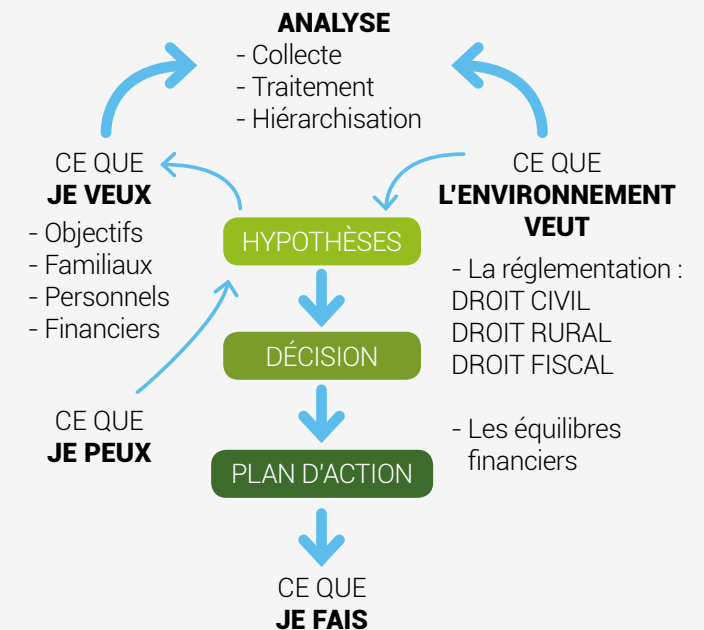 ANALYSE
- Collecte
- Traitement
- Hiérarchisation
CE QUE
JE VEUX
- Objectifs
- Familiaux
- Personnels
- Financiers
CE QUE
L'ENVIRONNEMENT
VEUT
- La réglementation :
DROIT CIVIL
DROIT RURAL
DROIT FISCAL
- Les équilibres
financiers
HYPOTHÈSES
DÉCISION
CE QUE
JE PEUX
PLAN D'ACTION
CE QUE
JE FAIS